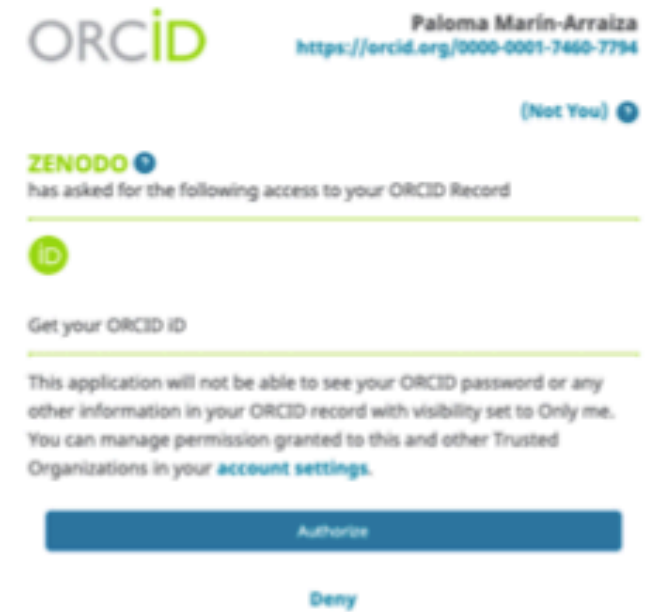 ORCiD
Paloma Marín-Arraiza
https://orcid.org/0000-0001-7460-7794
(Not You) ?
ZENODO ?
has asked for the following access to your ORCID Record
iD
Get your ORCID iD
This application will not be able to see your ORCID password or any
other information in your ORCID record with visibility set to Only me.
You can manage permission granted to this and other Trusted
Organizations in your account settings.
Authorize
Deny